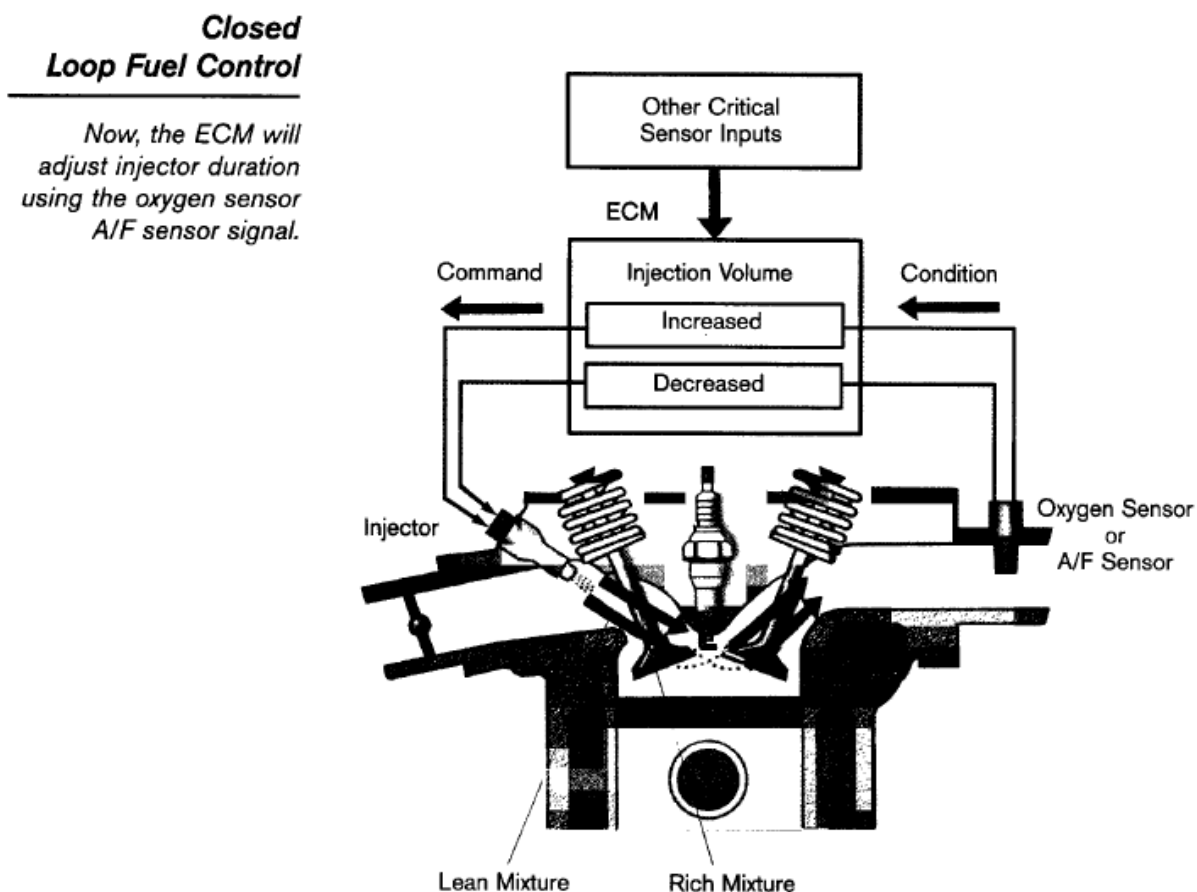 Closed
Loop Fuel Control
Now, the ECM will
adjust injector duration
using the oxygen sensor
A/F sensor signal.
Other Critical
Sensor Inputs
ECM
Command
Injection Volume
Condition
Increased
Decreased
Injector
Oxygen Sensor
or
A/F Sensor
Lean Mixture
Rich Mixture